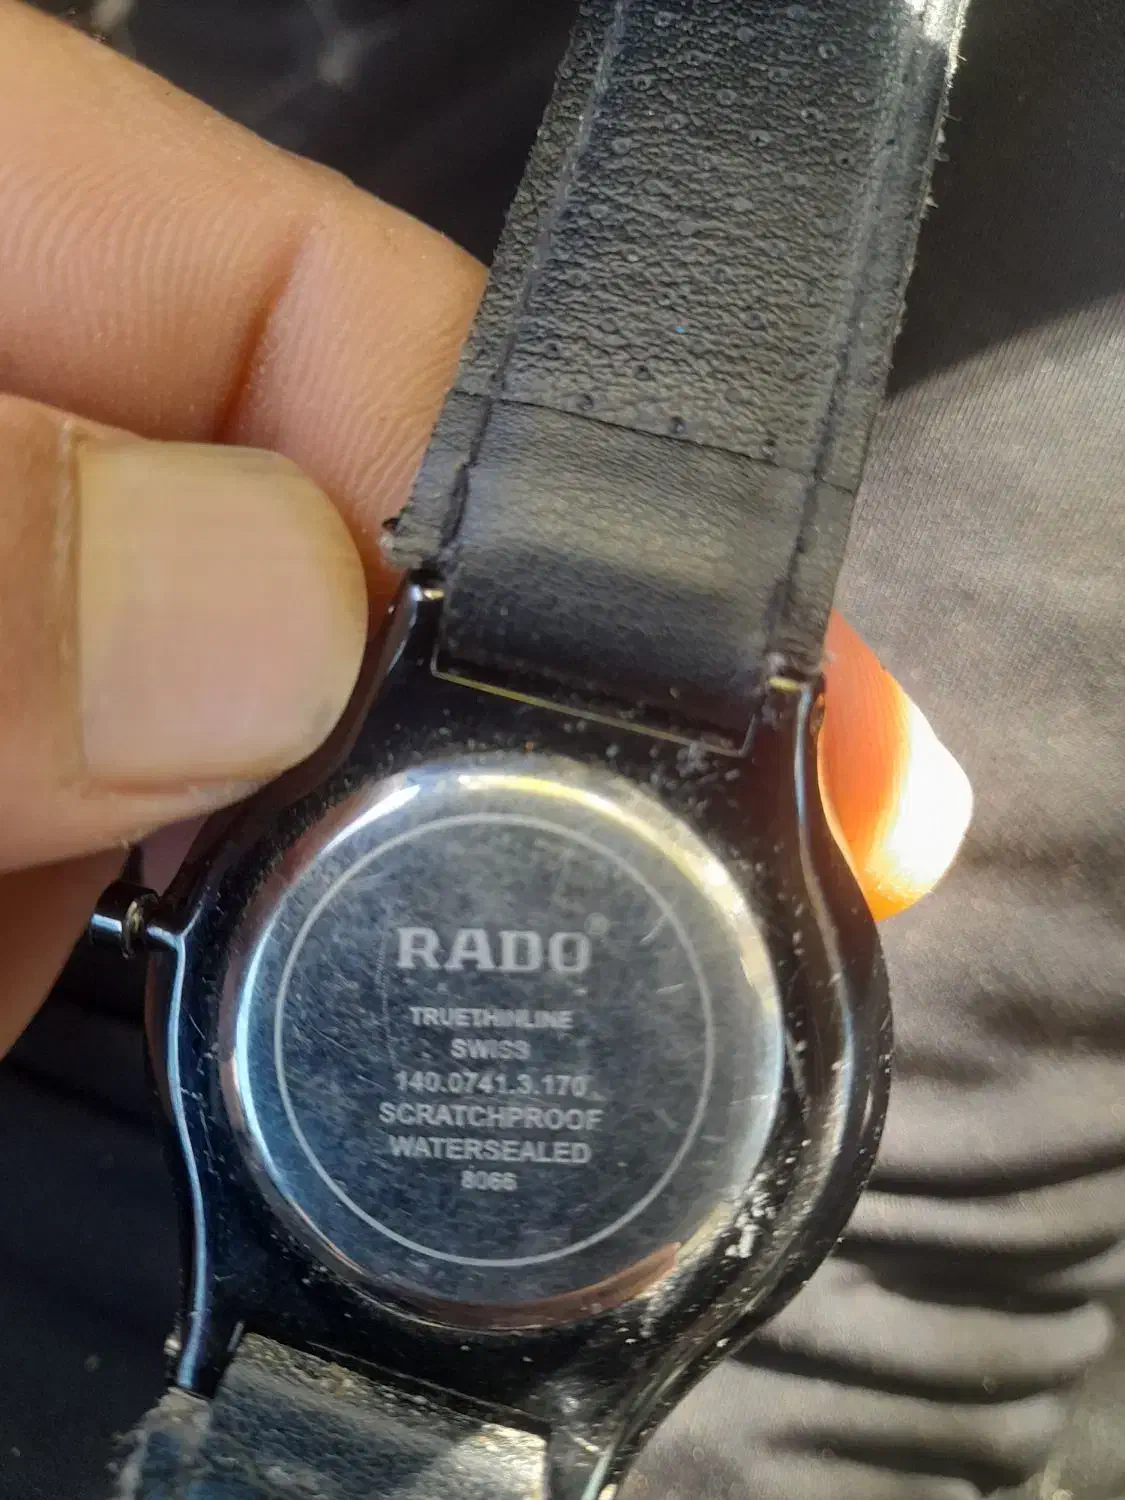 RADO®
TRUETHINLINE
SWISS
140.0741.3.170
SCRATCHPROOF
WATERSEALED
8066